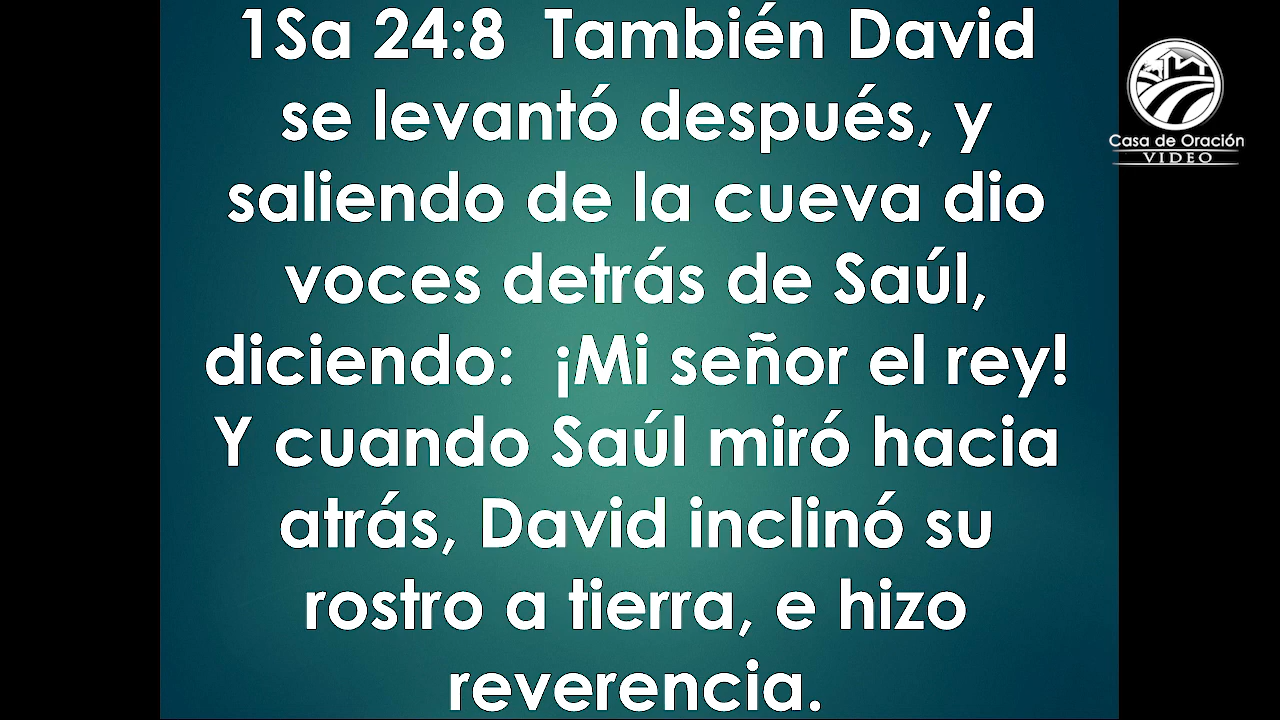 1Sa 24:8  También David
se levantó después, y
saliendo de la cueva dio
voces detrás de Saúl,
diciendo:  ¡Mi señor el rey!
Y cuando Saúl miró hacia
atrás, David inclinó su
rostro a tierra, e hizo
reverencia.
Casa de Oración
VIDEO